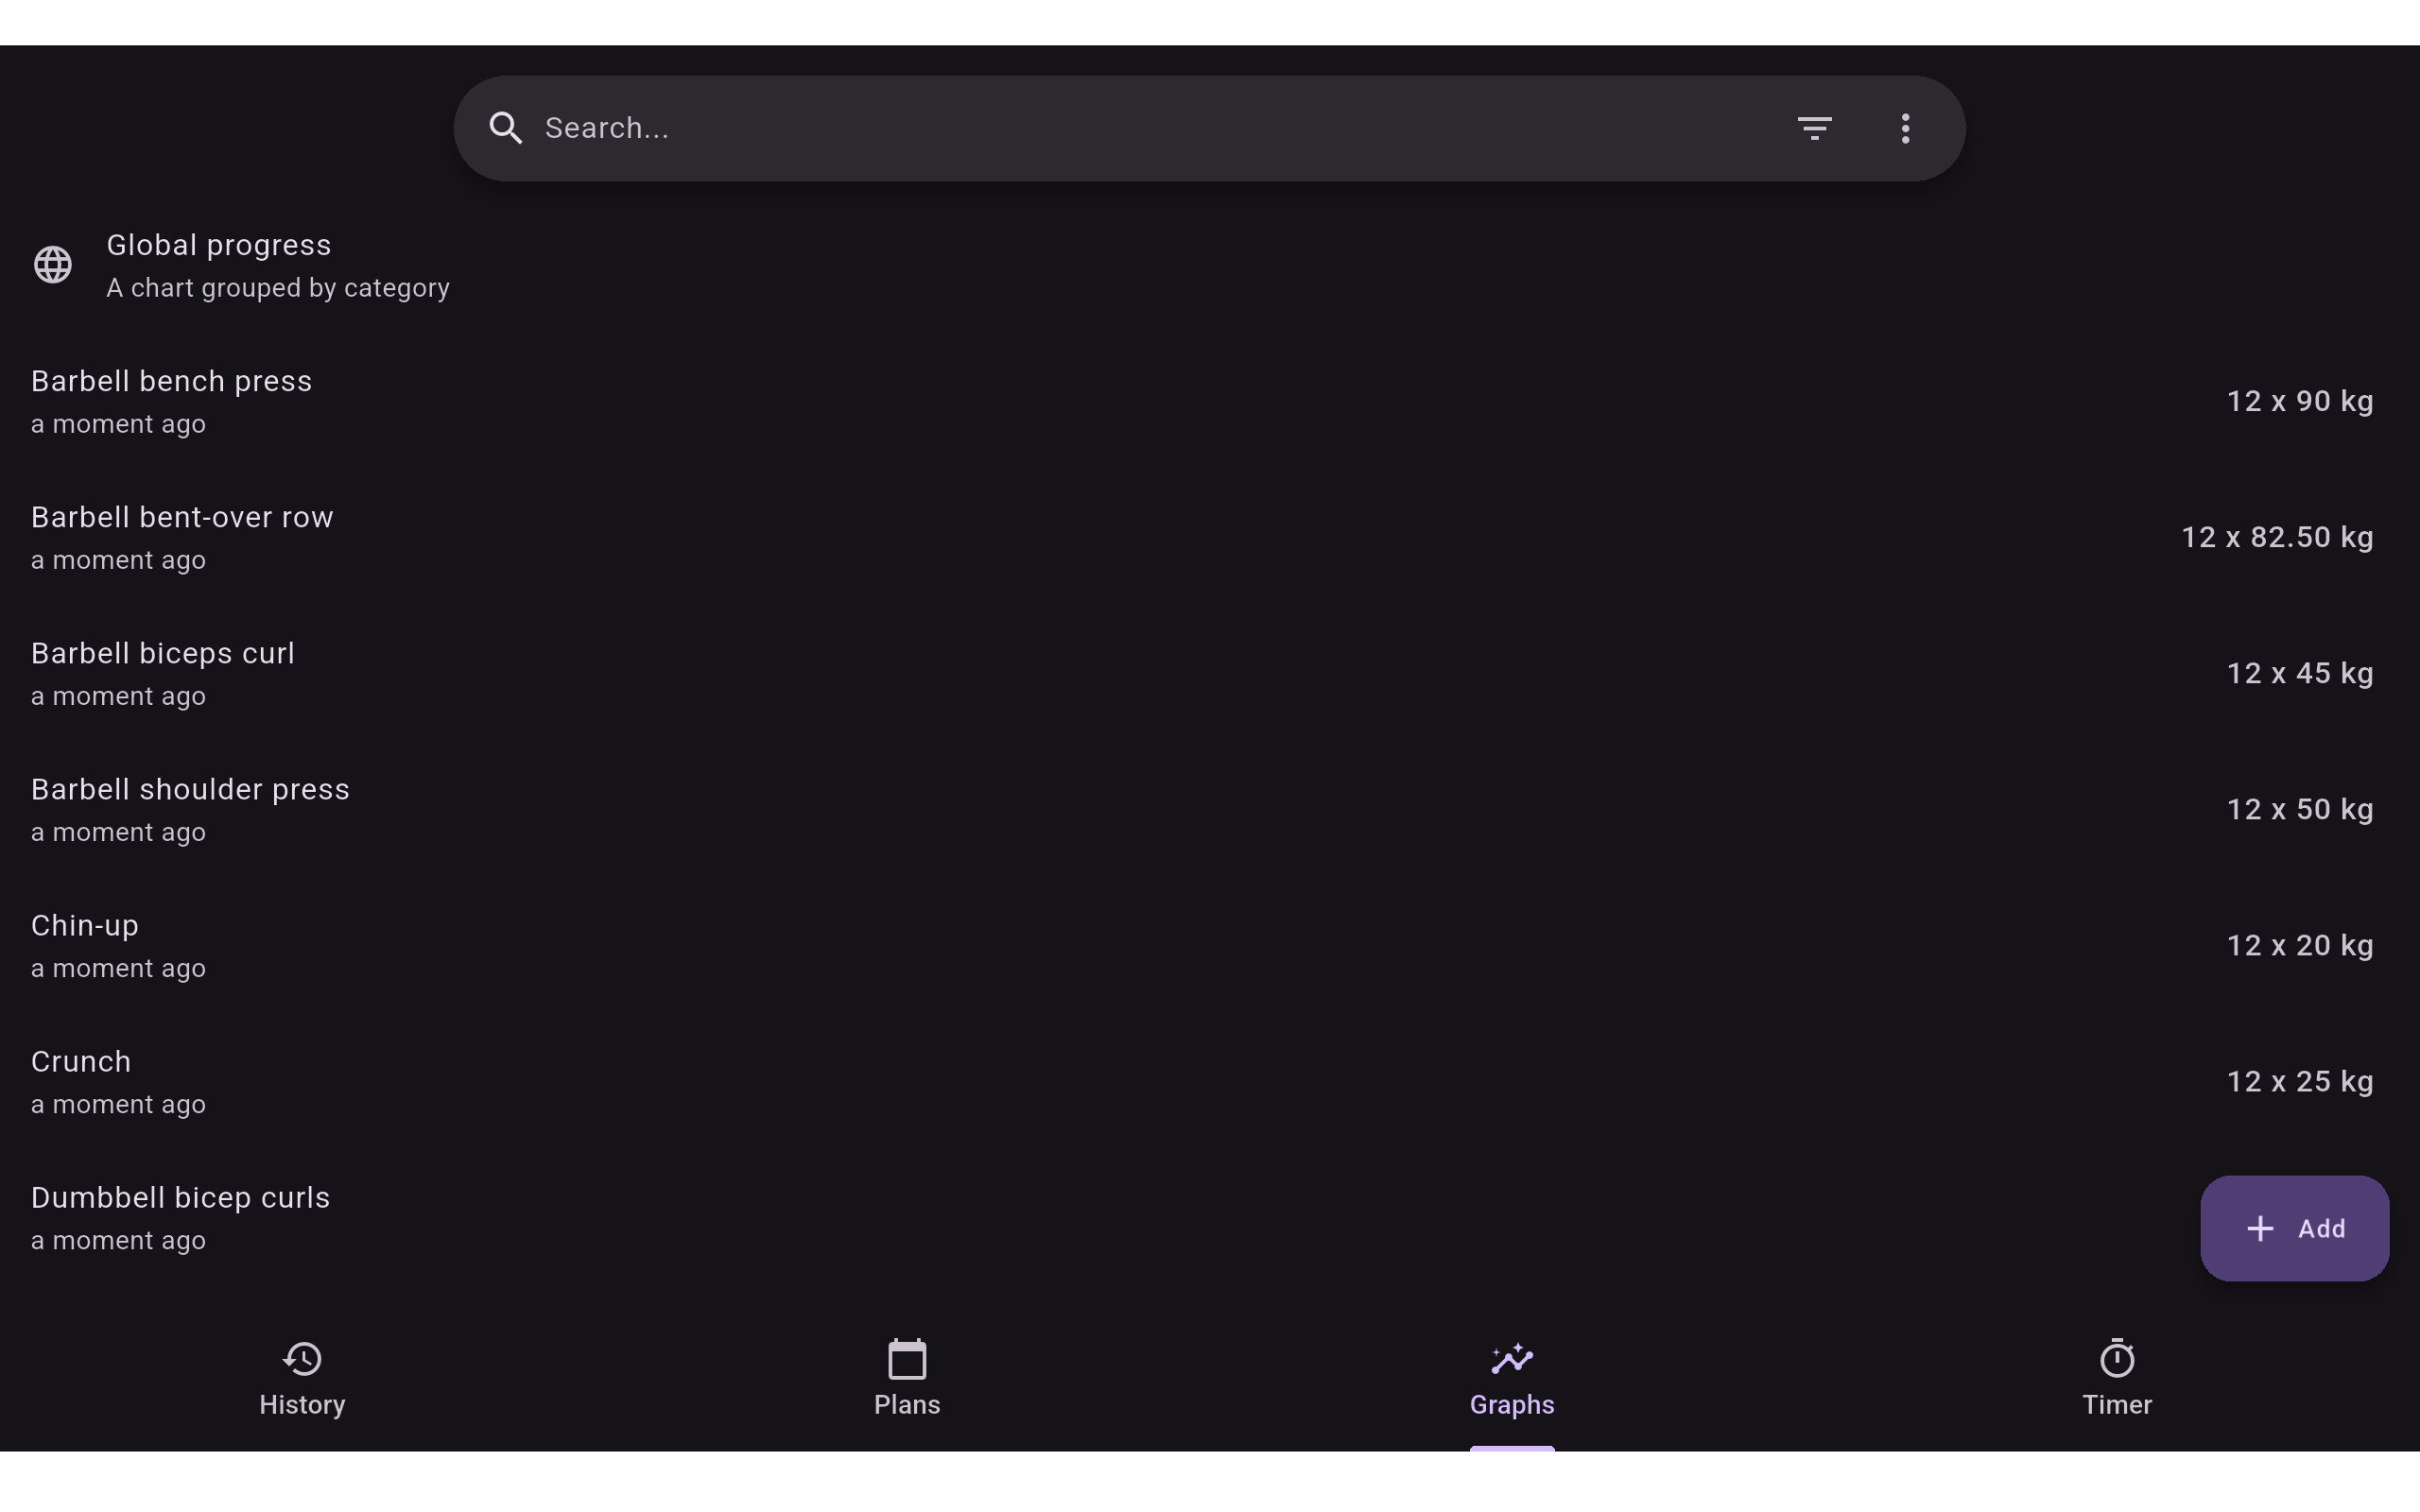 Search...
Global progress
A chart grouped by category
Barbell bench press
a moment ago
12 x 90 kg
Barbell bent-over row
a moment ago
12 x 82.50 kg
Barbell biceps curl
a moment ago
12 x 45 kg
Barbell shoulder press
a moment ago
12 x 50 kg
Chin-up
a moment ago
12 x 20 kg
Crunch
a moment ago
12 x 25 kg
Dumbbell bicep curls
a moment ago
Add
History
Plans
Graphs
Timer